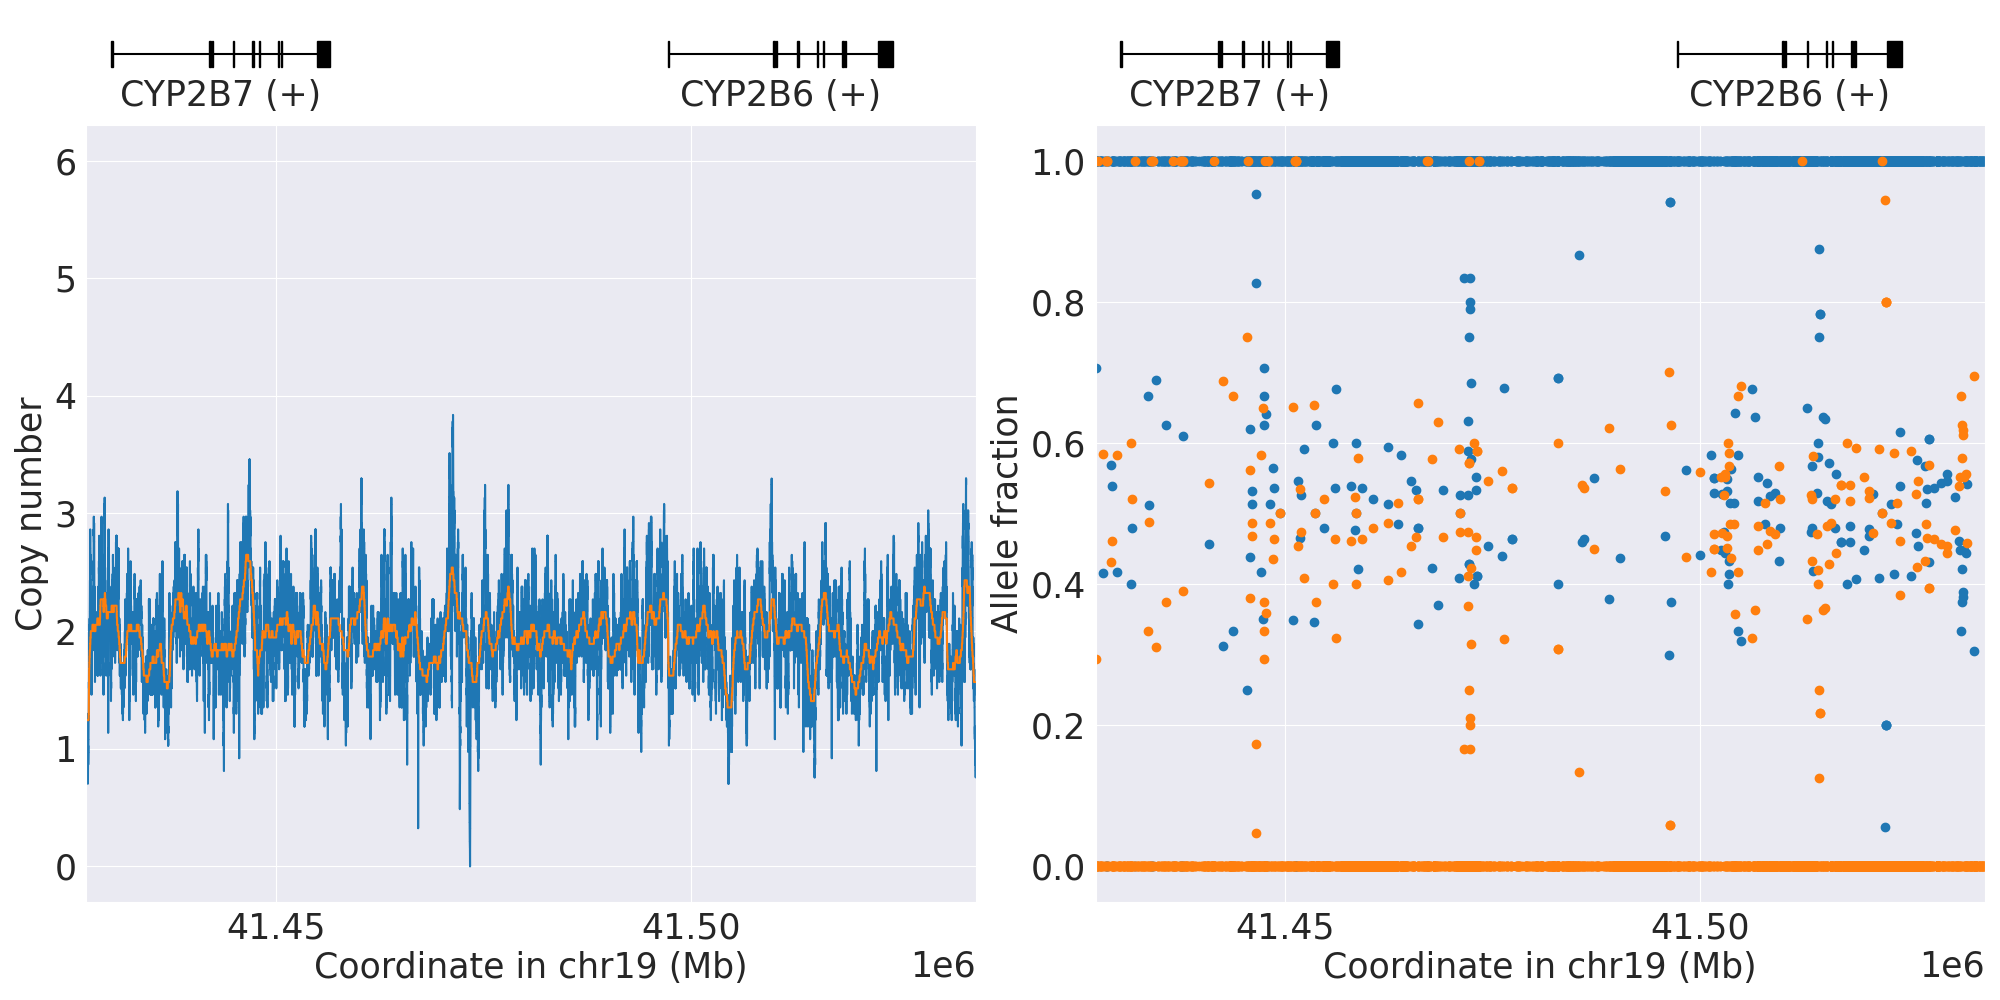 CYP2B7 (+)
CYP2B6 (+)
6
5
4
3
2
1
0
Copy number
41.45
41.50
Coordinate in chr19 (Mb)
1e6
CYP2B7 (+)
CYP2B6 (+)
1.0
0.8
0.6
0.4
0.2
0.0
Allele fraction
41.45
41.50
Coordinate in chr19 (Mb)
1e6